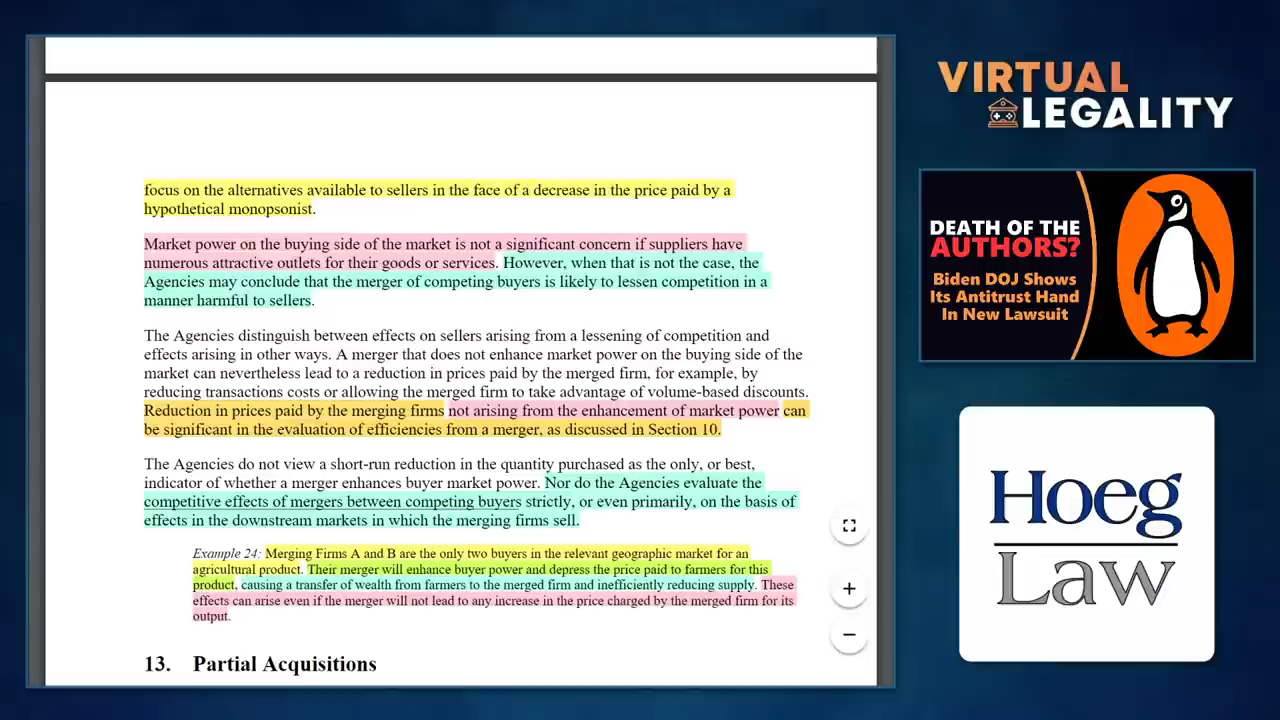 focus on the alternatives available to sellers in the face of a decrease in the price paid by a
hypothetical monopsonist.
Market power on the buying side of the market is not a significant concern if suppliers have
numerous attractive outlets for their goods or services. However, when that is not the case, the
Agencies may conclude that the merger of competing buyers is likely to lessen competition in a
manner harmful to sellers.
The Agencies distinguish between effects on sellers arising from a lessening of competition and
effects arising in other ways. A merger that does not enhance market power on the buying side of the
market can nevertheless lead to a reduction in prices paid by the merged firm, for example, by
reducing transactions costs or allowing the merged firm to take advantage of volume-based discounts.
Reduction in prices paid by the merging firms not arising from the enhancement of market power can
be significant in the evaluation of efficiencies from a merger, as discussed in Section 10.
The Agencies do not view a short-run reduction in the quantity purchased as the only, or best,
indicator of whether a merger enhances buyer market power. Nor do the Agencies evaluate the
competitive effects of mergers between competing buyers strictly, or even primarily, on the basis of
effects in the downstream markets in which the merging firms sell.
Example 24: Merging Firms A and B are the only two buyers in the relevant geographic market for an
agricultural product. Their merger will enhance buyer power and depress the price paid to farmers for this
product, causing a transfer of wealth from farmers to the merged firm and inefficiently reducing supply. These
effects can arise even if the merger will not lead to any increase in the price charged by the merged firm for its
output.
13. Partial Acquisitions
VIRTUAL
LEGALITY
DEATH OF THE
AUTHORS?
Biden DOJ Shows
Its Antitrust Hand
In New Lawsuit
Hoeg
Law